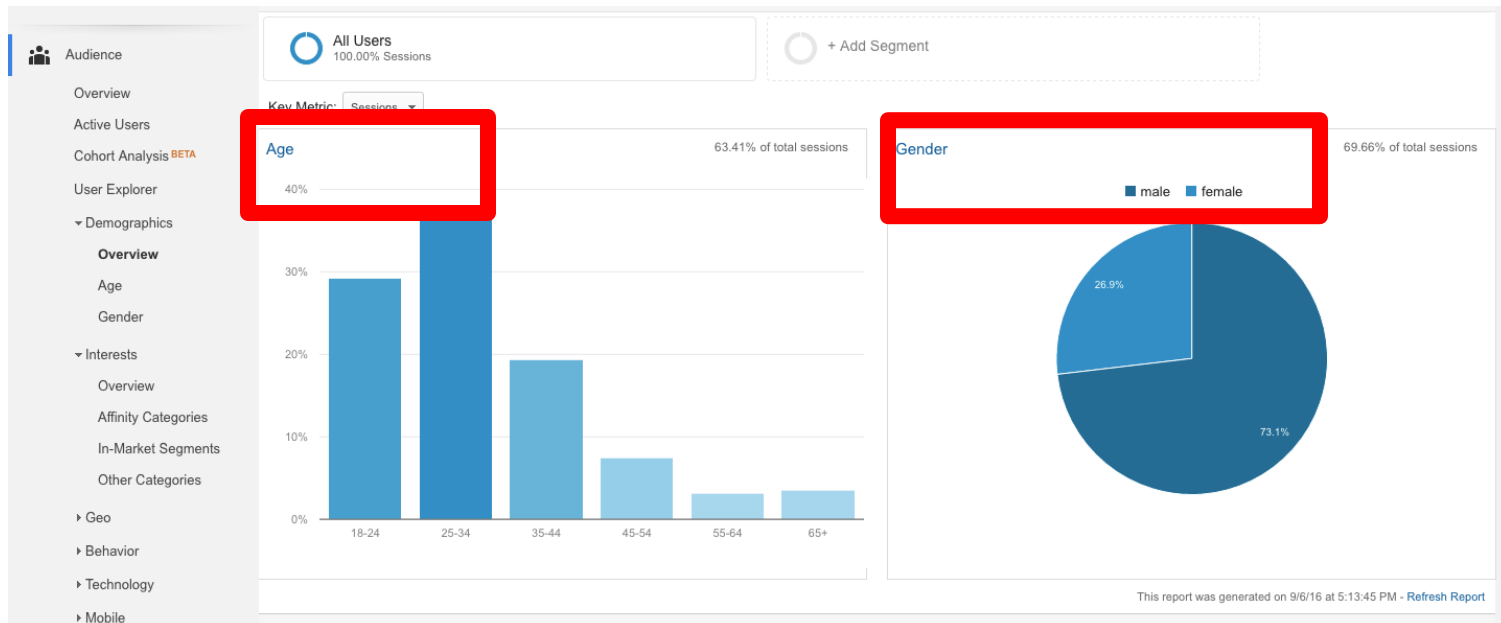 Audience
Overview
Active Users
Cohort Analysis BETA
User Explorer
Demographics
Overview
Age
Gender
Interests
Overview
Affinity Categories
In-Market Segments
Other Categories
Geo
Behavior
Technology
Mobile
All Users
100.00% Sessions
+ Add Segment
Key Metric: Sessions
Age
63.41% of total sessions
40%
30%
20%
10%
0%
18-24 25-34 35-44 45-54 55-64 65+
Gender
69.66% of total sessions
male female
26.9%
73.1%
This report was generated on 9/6/16 at 5:13:45 PM - Refresh Report